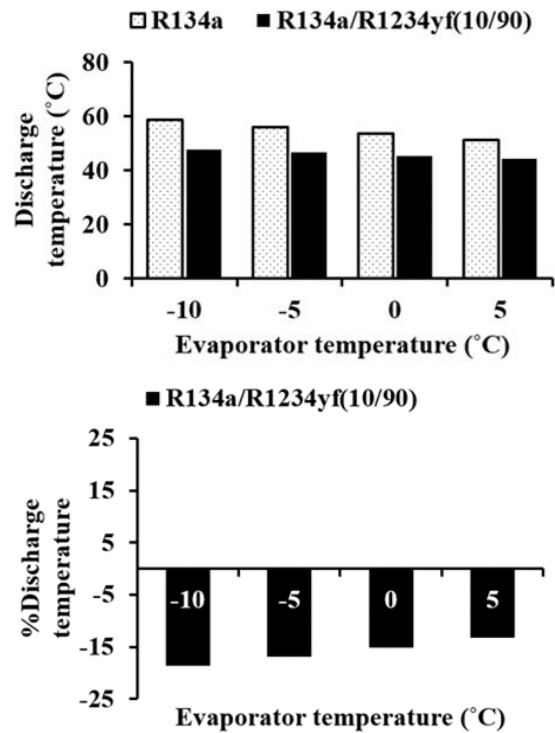 R134a R134a/R1234yf(10/90)
80
60
40
20
0
Discharge
temperature (˚C)
-10 -5 0 5
Evaporator temperature (˚C)
R134a/R1234yf(10/90)
25
15
5
-5
-15
-25
%Discharge
temperature
-10 -5 0 5
Evaporator temperature (˚C)